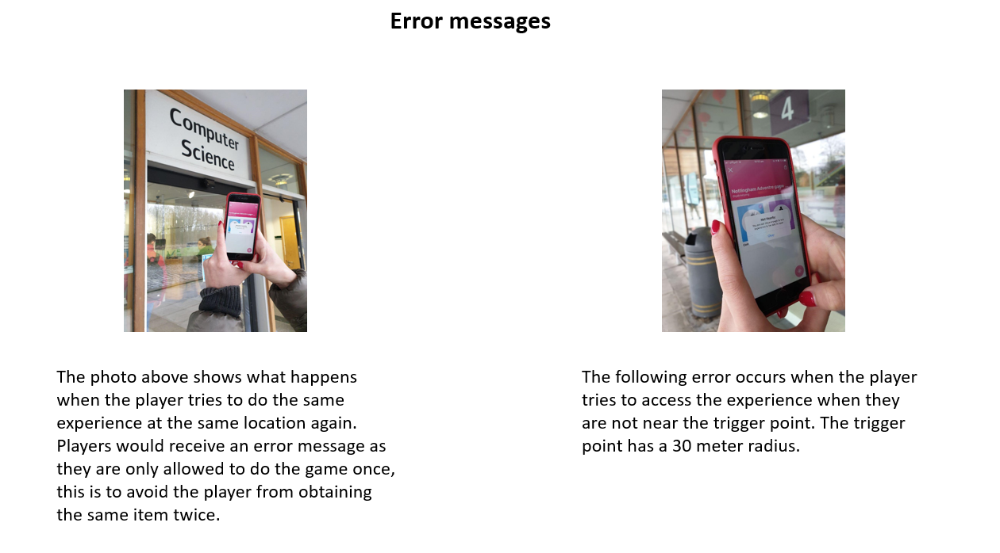 Error messages
Computer
Science
4
Nottingham Adventure game
Not Nearby
The photo above shows what happens
when the player tries to do the same
experience at the same location again.
Players would receive an error message as
they are only allowed to do the game once,
this is to avoid the player from obtaining
the same item twice.
The following error occurs when the player
tries to access the experience when they
are not near the trigger point. The trigger
point has a 30 meter radius.